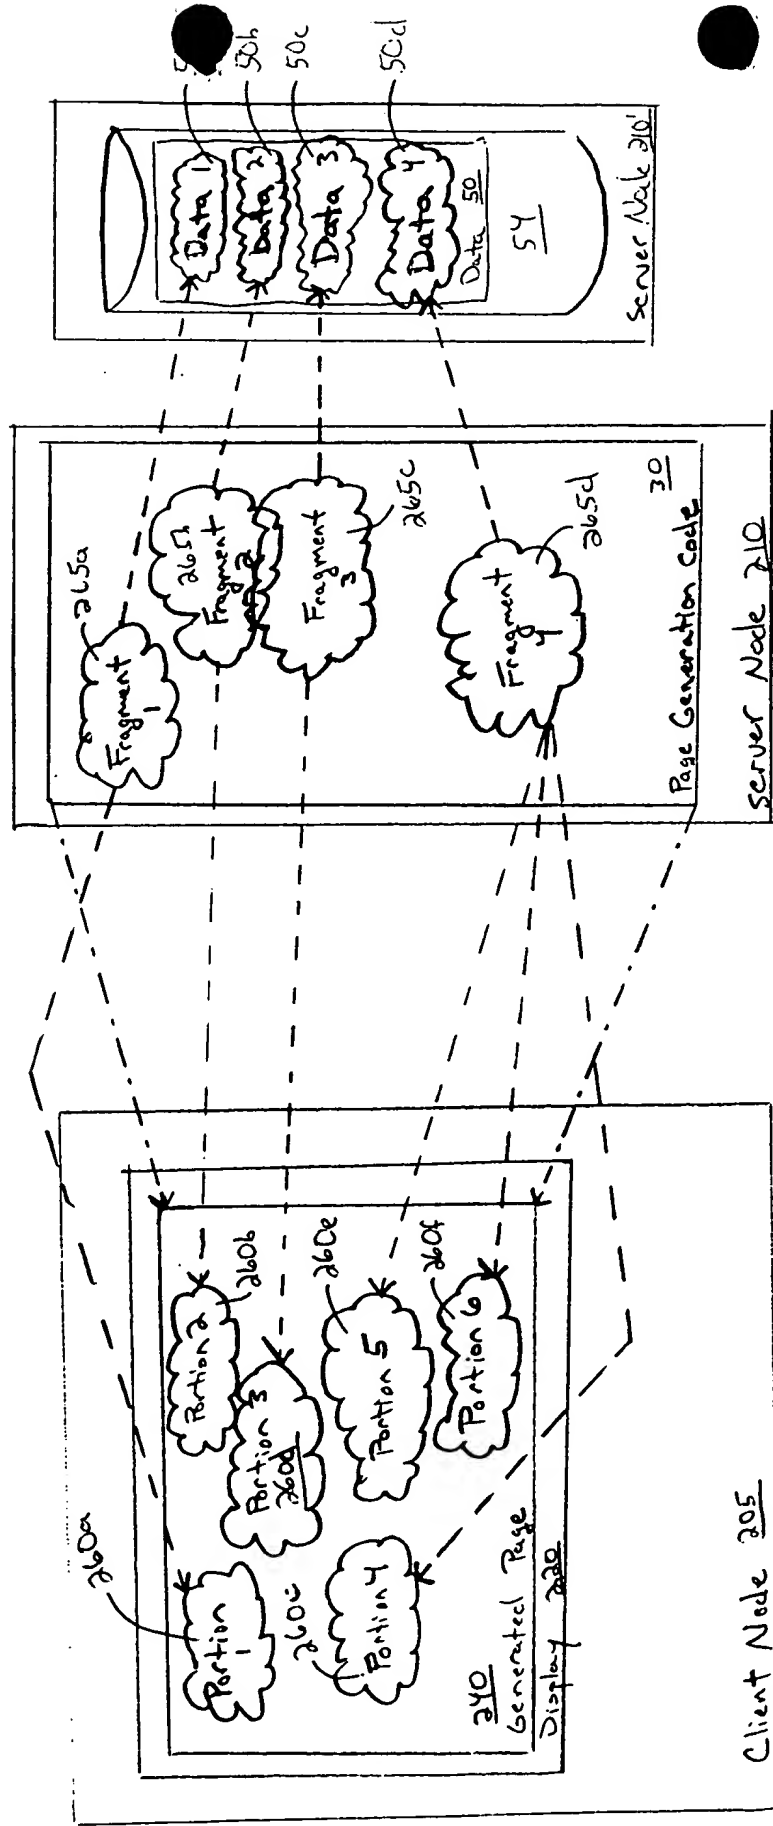 260a
Portion
1
Portion 2
260b
Portion 3
260d
260c
Portion 4
Portion 5
260e
Portion 6
260f
240
Generated Page
Display 220
Client Node 205
265a
Fragment
1
265b
Fragment
2
Fragment
3
265c
Fragment
4
265d
30
Page Generation Code
Server Node 210
Data 1
50b
Data 2
50c
Data 3
50d
Data 4
Data 50
54
Server Node 210'